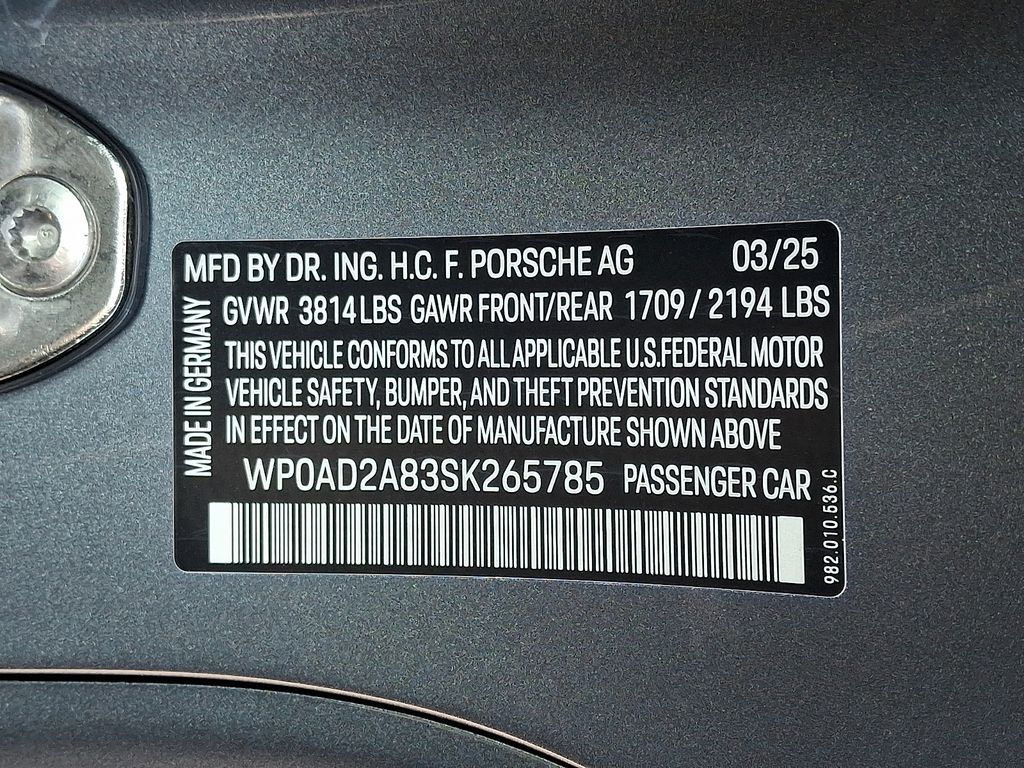 MFD BY DR. ING. H.C. F. PORSCHE AG 03/25
GVWR 3814 LBS GAWR FRONT/REAR 1709 / 2194 LBS
THIS VEHICLE CONFORMS TO ALL APPLICABLE U.S.FEDERAL MOTOR
VEHICLE SAFETY, BUMPER, AND THEFT PREVENTION STANDARDS
IN EFFECT ON THE DATE OF MANUFACTURE SHOWN ABOVE
WP0AD2A83SK265785 PASSENGER CAR
MADE IN GERMANY
982.010.536.C